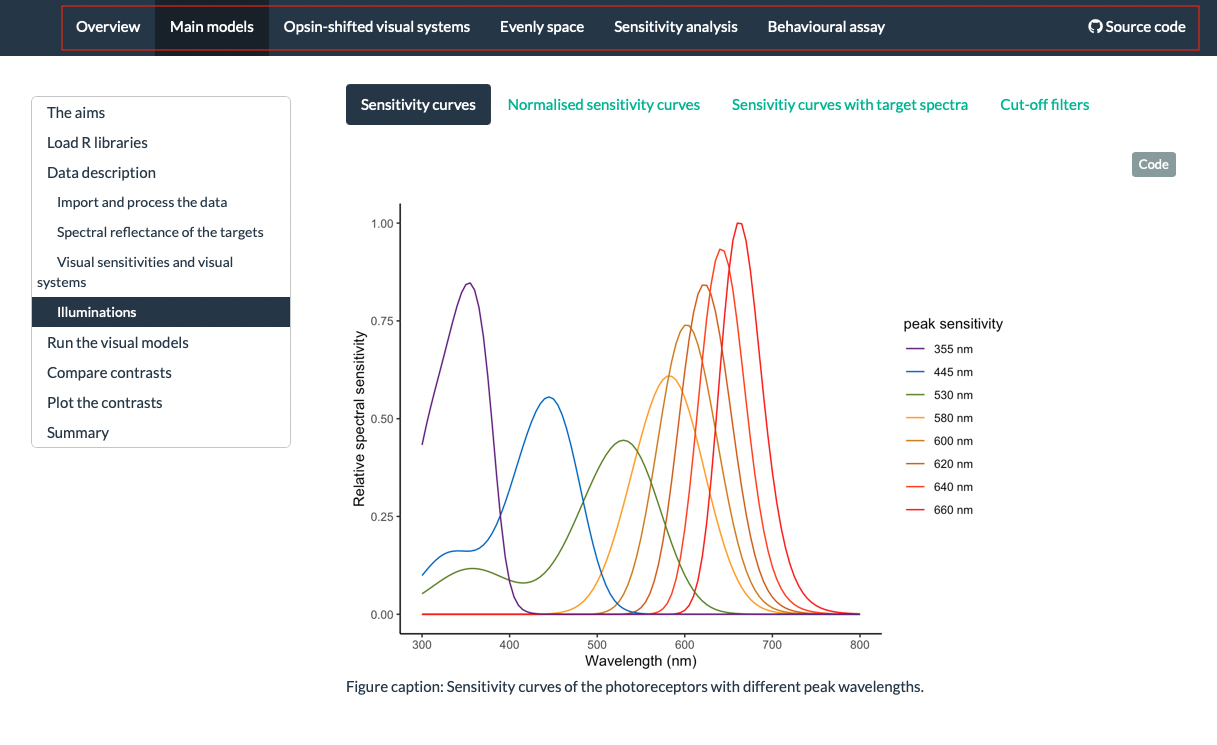 Overview Main models Opsin-shifted visual systems Evenly space Sensitivity analysis Behavioural assay Source code
The aims
Load R libraries
Data description
Import and process the data
Spectral reflectance of the targets
Visual sensitivities and visual
systems
Illuminations
Run the visual models
Compare contrasts
Plot the contrasts
Summary
Sensitivity curves Normalised sensitivity curves Sensivitiy curves with target spectra Cut-off filters
Code
Relative spectral sensitivity
1.00
0.75
0.50
0.25
0.00
300 400 500 600 700 800
Wavelength (nm)
peak sensitivity
355 nm
445 nm
530 nm
580 nm
600 nm
620 nm
640 nm
660 nm
Figure caption: Sensitivity curves of the photoreceptors with different peak wavelengths.